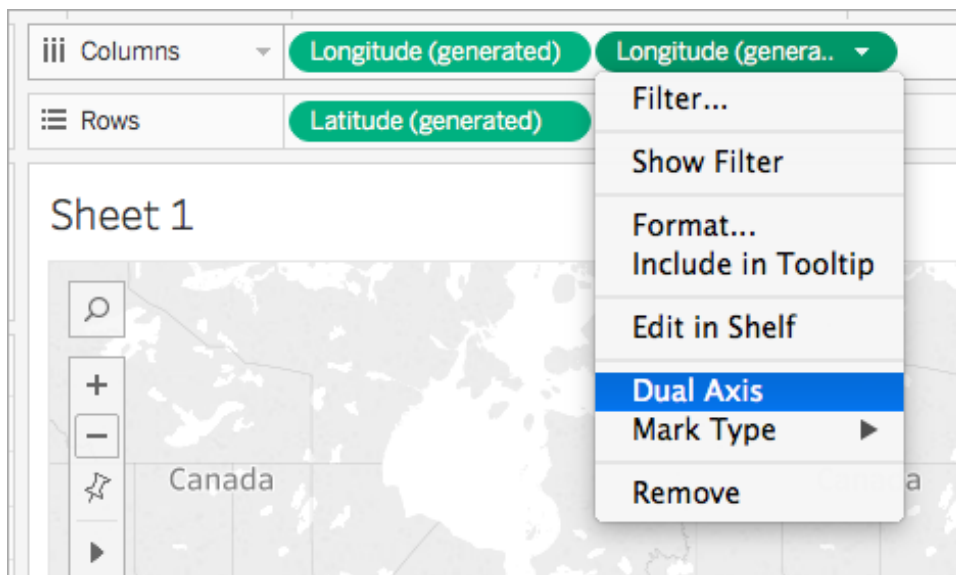 Columns
Longitude (generated)
Longitude (genera..
Rows
Latitude (generated)
Filter...
Show Filter
Format...
Include in Tooltip
Edit in Shelf
Dual Axis
Mark Type
Remove
Sheet 1
Canada
Canada